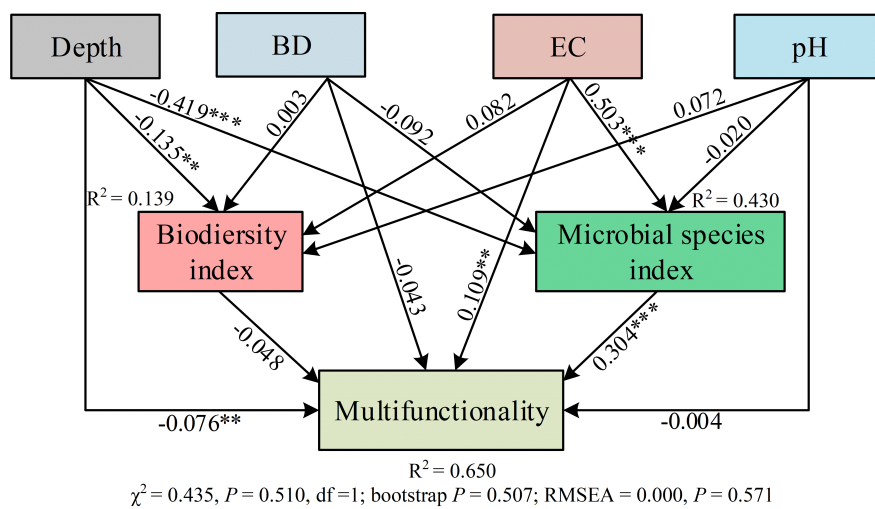 Depth
BD
EC
pH
-0.419***
-0.135**
0.003
-0.092
0.082
0.503***
0.072
-0.020
R² = 0.139
R² = 0.430
Biodiersity
index
Microbial species
index
-0.043
0.109**
-0.048
0.304***
Multifunctionality
-0.076**
-0.004
R² = 0.650
χ² = 0.435, P = 0.510, df =1; bootstrap P = 0.507; RMSEA = 0.000, P = 0.571